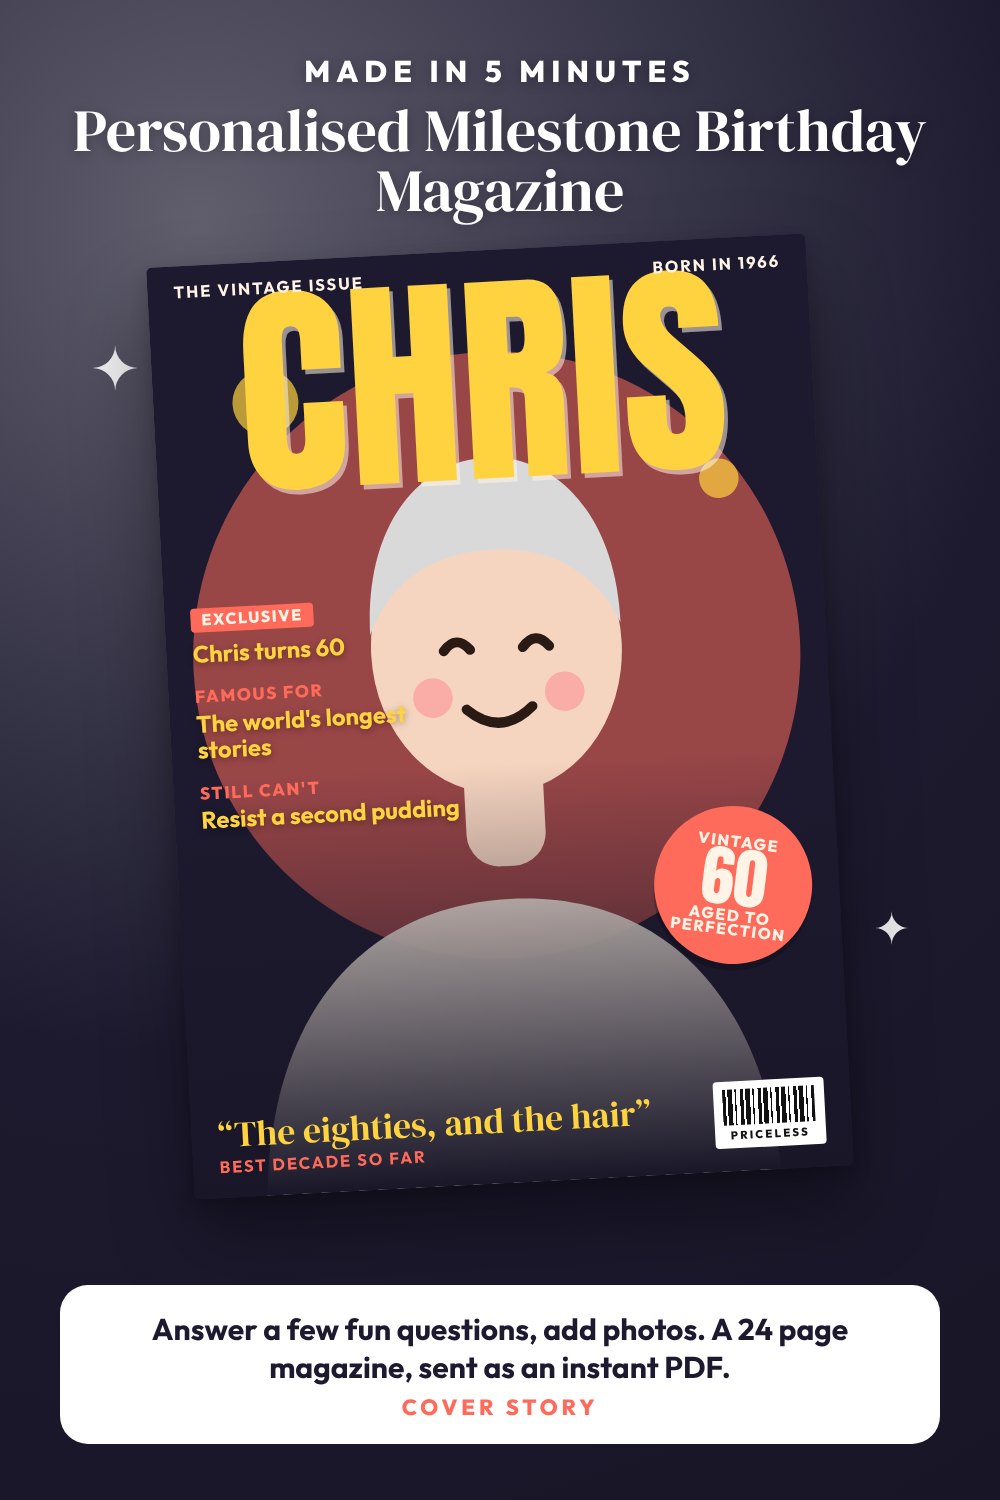 MADE IN 5 MINUTES
Personalised Milestone Birthday
Magazine
THE VINTAGE ISSUE
BORN IN 1966
CHRIS
EXCLUSIVE
Chris turns 60
FAMOUS FOR
The world's longest
stories
STILL CAN'T
Resist a second pudding
VINTAGE
60
AGED TO
PERFECTION
“The eighties, and the hair”
BEST DECADE SO FAR
PRICELESS
Answer a few fun questions, add photos. A 24 page
magazine, sent as an instant PDF.
COVER STORY